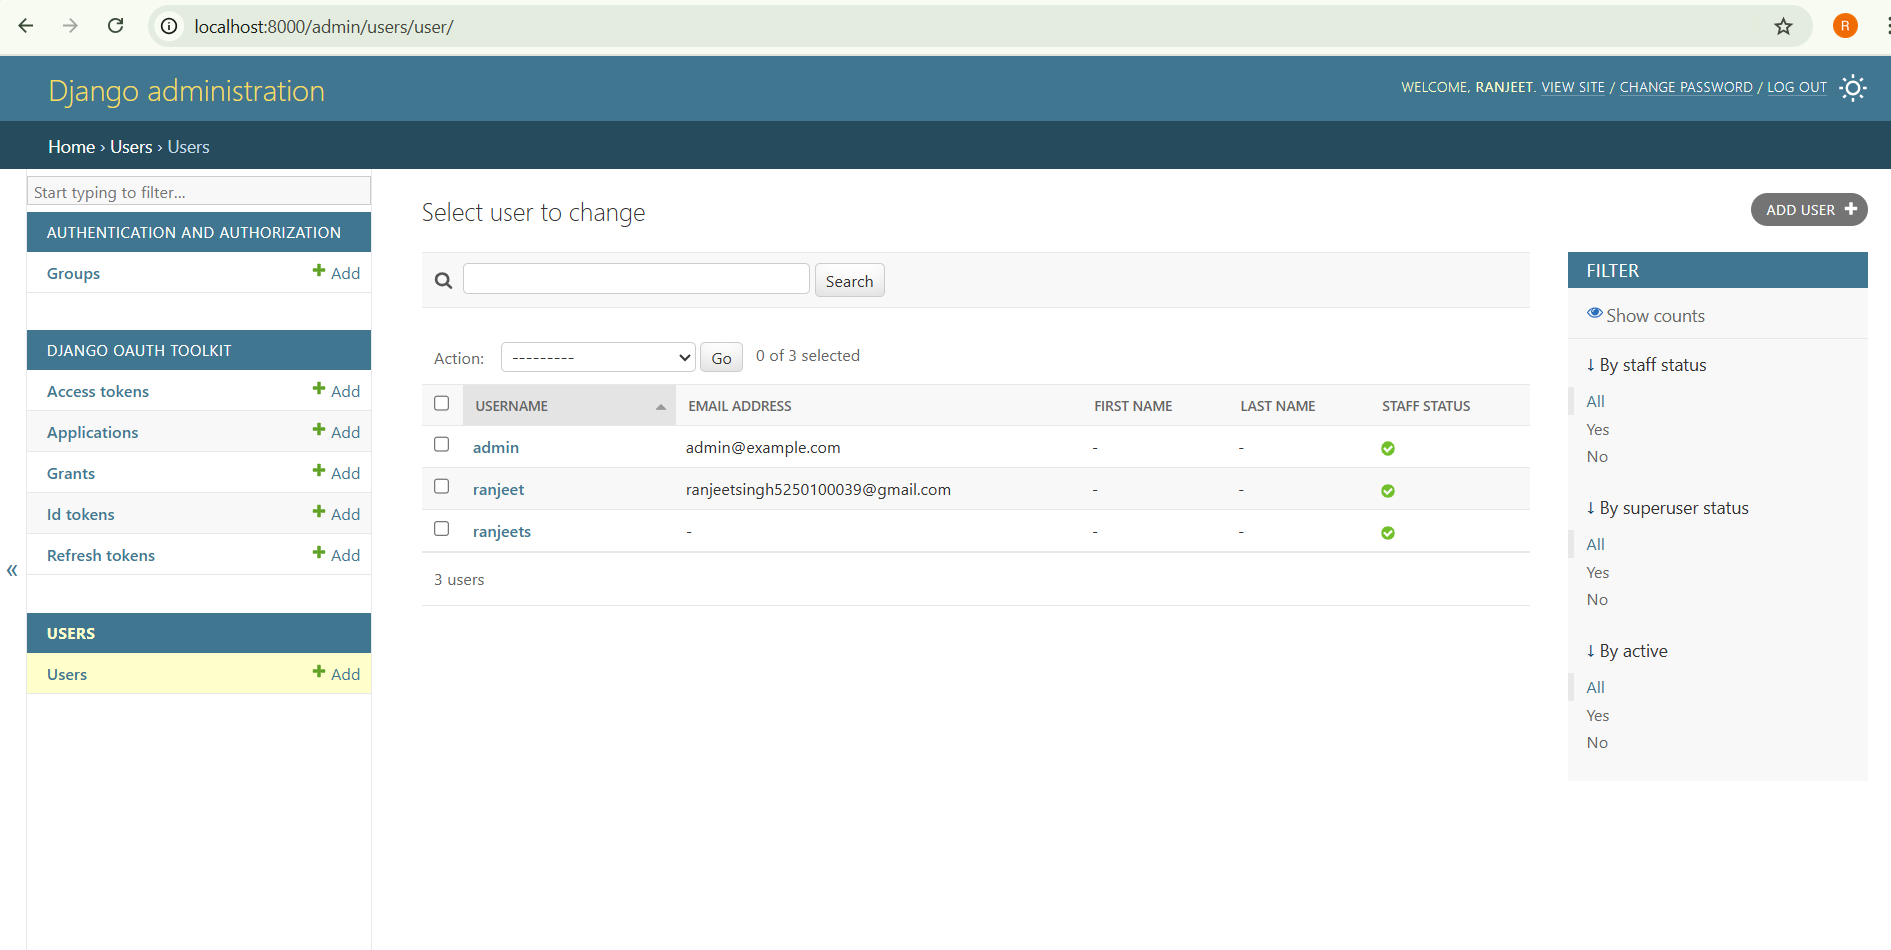 localhost:8000/admin/users/user/
R
Django administration
WELCOME, RANJEET. VIEW SITE / CHANGE PASSWORD / LOG OUT
Home › Users › Users
Start typing to filter...
AUTHENTICATION AND AUTHORIZATION
Groups Add
DJANGO OAUTH TOOLKIT
Access tokens Add
Applications Add
Grants Add
Id tokens Add
Refresh tokens Add
«
USERS
Users Add
Select user to change
ADD USER
Search
Action: --------- Go 0 of 3 selected
USERNAME EMAIL ADDRESS FIRST NAME LAST NAME STAFF STATUS
admin admin@example.com - -
ranjeet ranjeetsingh5250100039@gmail.com - -
ranjeets - - -
3 users
FILTER
Show counts
↓ By staff status
All
Yes
No
↓ By superuser status
All
Yes
No
↓ By active
All
Yes
No